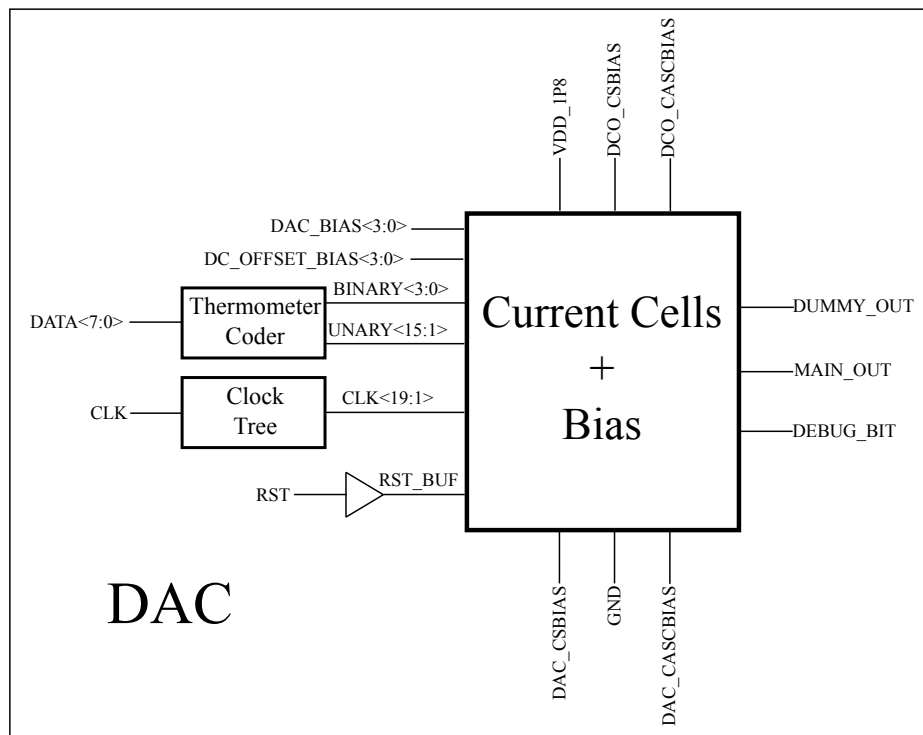 VDD_1P8
DCO_CSBIAS
DCO_CASCBIAS
DAC_BIAS<3:0>
DC_OFFSET_BIAS<3:0>
BINARY<3:0>
DATA<7:0>
Thermometer
Coder
UNARY<15:1>
CLK
Clock
Tree
CLK<19:1>
RST
RST_BUF
Current Cells
+
Bias
DUMMY_OUT
MAIN_OUT
DEBUG_BIT
DAC
DAC_CSBIAS
GND
DAC_CASCBIAS